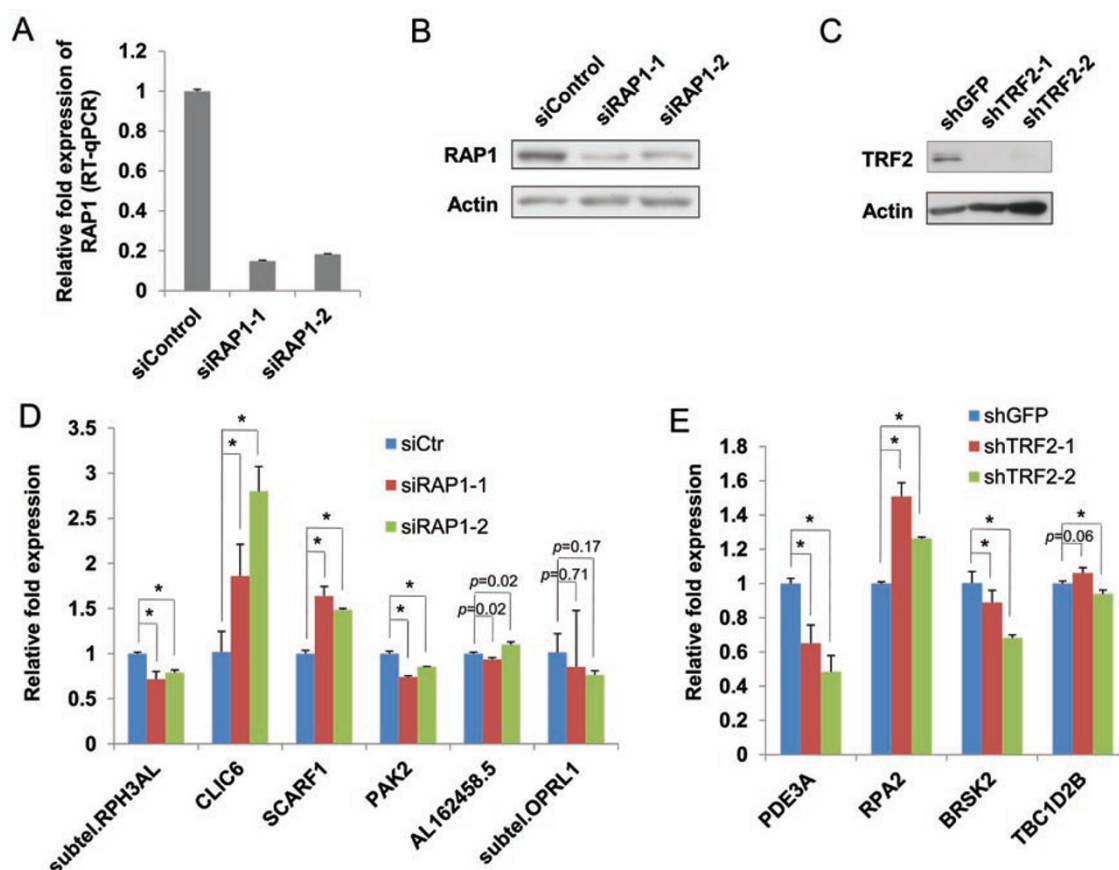 A
Relative fold expression of
RAP1 (RT-qPCR)
1.2
1
0.8
0.6
0.4
0.2
0
siControl
siRAP1-1
siRAP1-2
B
siControl
siRAP1-1
siRAP1-2
RAP1
Actin
C
shGFP
shTRF2-1
shTRF2-2
TRF2
Actin
D
Relative fold expression
3.5
3
2.5
2
1.5
1
0.5
0
siCtr
siRAP1-1
siRAP1-2
* *
* *
* *
* *
p=0.02
p=0.02
p=0.17
p=0.71
subtel.RPH3AL
CLIC6
SCARF1
PAK2
AL162458.5
subtel.OPRL1
E
Relative fold expression
1.8
1.6
1.4
1.2
1
0.8
0.6
0.4
0.2
0
shGFP
shTRF2-1
shTRF2-2
* *
* *
* *
*
p=0.06
PDE3A
RPA2
BRSK2
TBC1D2B